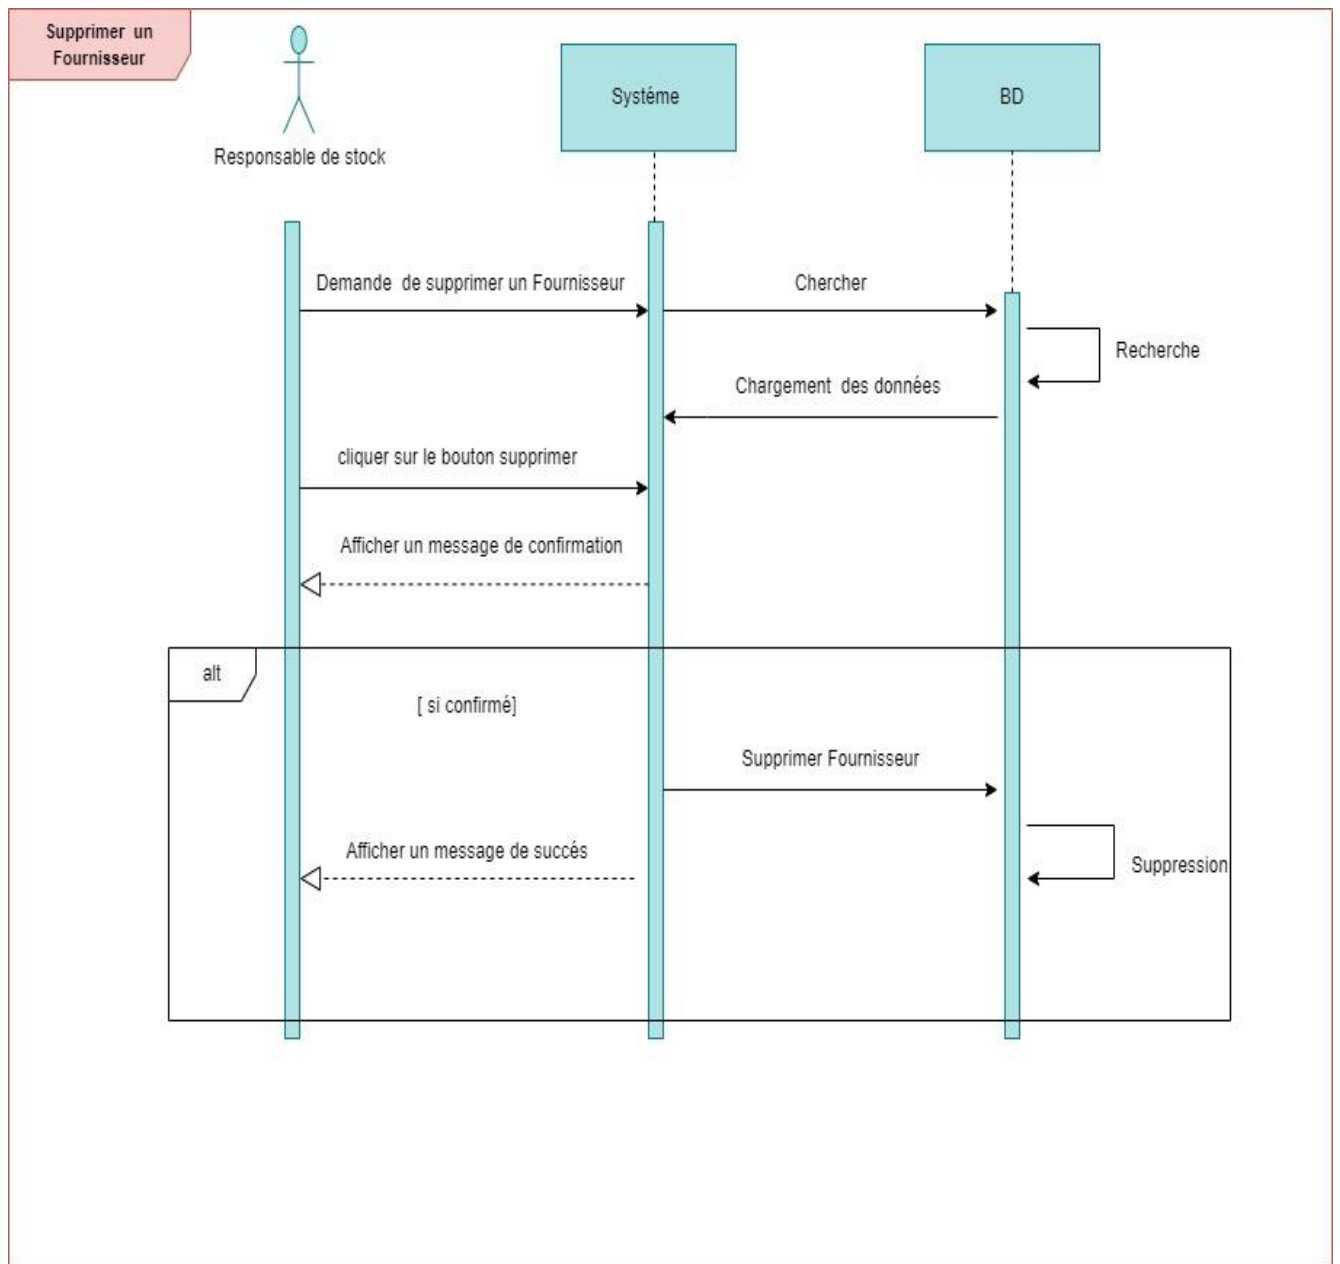 Supprimer un
Fournisseur
Systéme
BD
Responsable de stock
Demande de supprimer un Fournisseur
Chercher
Recherche
Chargement des données
cliquer sur le bouton supprimer
Afficher un message de confirmation
alt
[ si confirmé]
Supprimer Fournisseur
Afficher un message de succés
Suppression